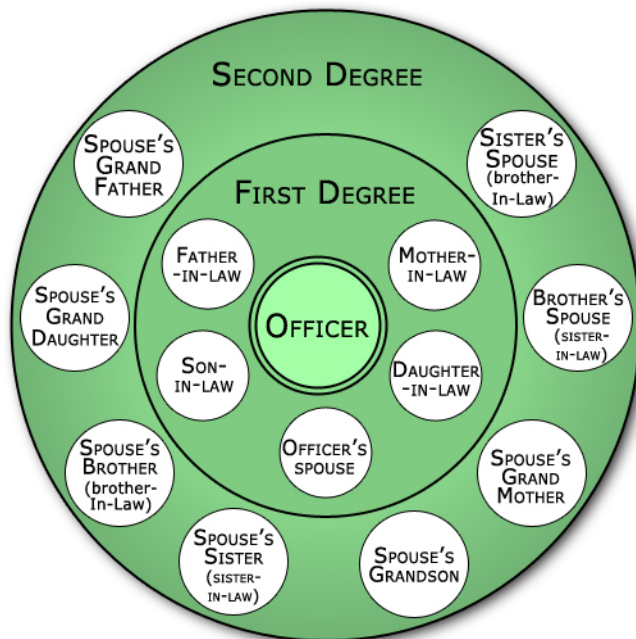 SECOND DEGREE
SPOUSE'S
GRAND
FATHER
SISTER'S
SPOUSE
(brother-
In-Law)
FIRST DEGREE
FATHER
-IN-LAW
MOTHER-
IN-LAW
SPOUSE'S
GRAND
DAUGHTER
OFFICER
BROTHER'S
SPOUSE
(SISTER-
IN-LAW)
SON-
IN-LAW
DAUGHTER
-IN-LAW
SPOUSE'S
BROTHER
(brother-
In-Law)
OFFICER'S
SPOUSE
SPOUSE'S
GRAND
MOTHER
SPOUSE'S
SISTER
(SISTER-
IN-LAW)
SPOUSE'S
GRANDSON